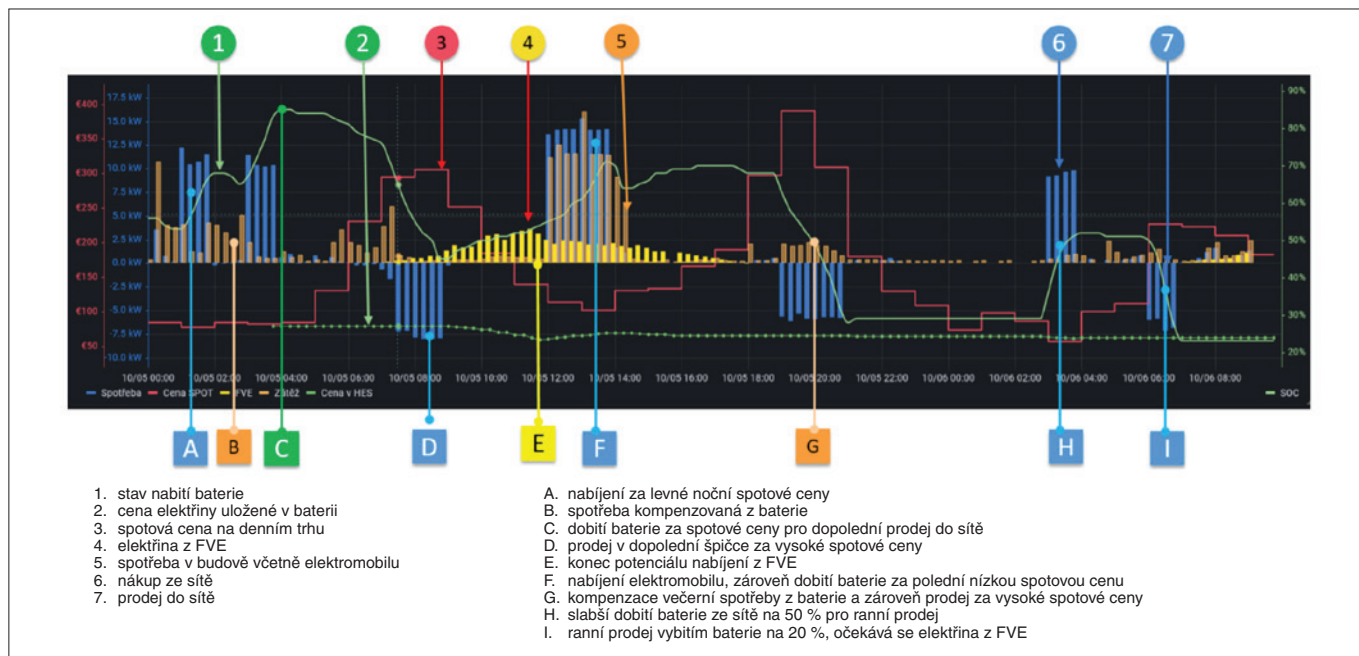 1 2 3 4 5 6 7
€400 17.5 kW 90%
15.0 kW
€350 80%
12.5 kW
€300 10.0 kW 70%
7.5 kW
€250 60%
5.0 kW
€200 2.5 kW 50%
0.0 kW
€150 -2.5 kW 40%
€100 -5.0 kW 30%
€50 -7.5 kW
-10.0 kW 20%
10/05 00:00 10/05 02:00 10/05 04:00 10/05 06:00 10/05 08:00 10/05 10:00 10/05 12:00 10/05 14:00 10/05 16:00 10/05 18:00 10/05 20:00 10/05 22:00 10/06 00:00 10/06 02:00 10/06 04:00 10/06 06:00 10/06 08:00
Spotřeba Cena SPOT FVE Zátěž Cena v HES SOC
A B C D E F G H I
1. stav nabití baterie
2. cena elektřiny uložené v baterii
3. spotová cena na denním trhu
4. elektřina z FVE
5. spotřeba v budově včetně elektromobilu
6. nákup ze sítě
7. prodej do sítě
A. nabíjení za levné noční spotové ceny
B. spotřeba kompenzovaná z baterie
C. dobití baterie za spotové ceny pro dopolední prodej do sítě
D. prodej v dopolední špičce za vysoké spotové ceny
E. konec potenciálu nabíjení z FVE
F. nabíjení elektromobilu, zároveň dobití baterie za polední nízkou spotovou cenu
G. kompenzace večerní spotřeby z baterie a zároveň prodej za vysoké spotové ceny
H. slabší dobití baterie ze sítě na 50 % pro ranní prodej
I. ranní prodej vybitím baterie na 20 %, očekává se elektřina z FVE